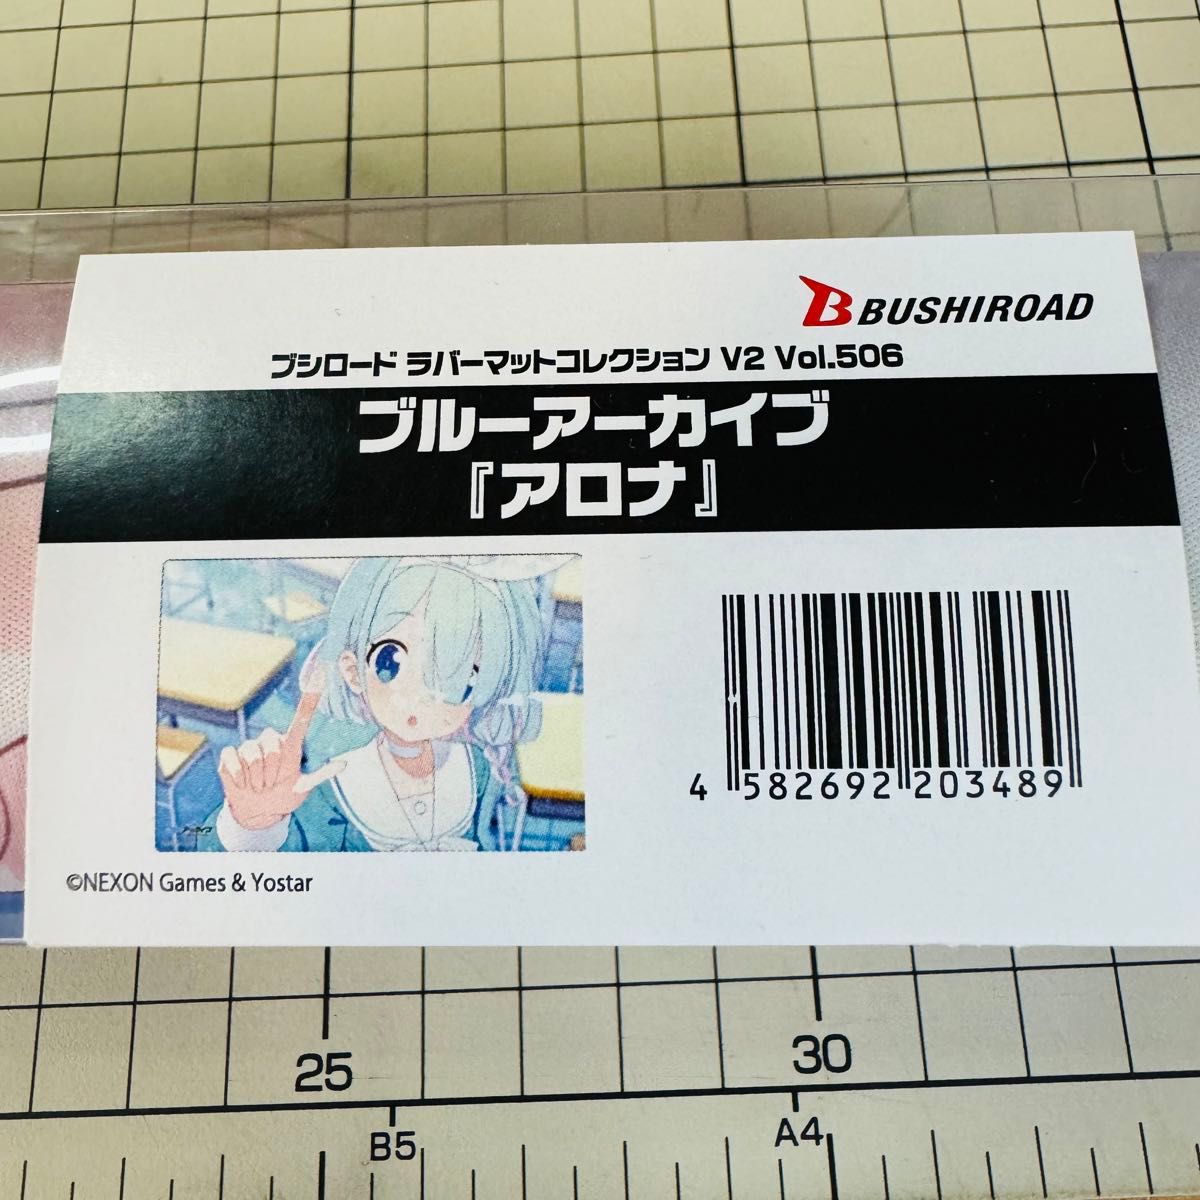 BBUSHIROAD
ブシロード ラバーマットコレクション V2 Vol.506
ブルーアーカイブ
『アロナ』
4 582692 203489
©NEXON Games & Yostar
25 30
B5 A4